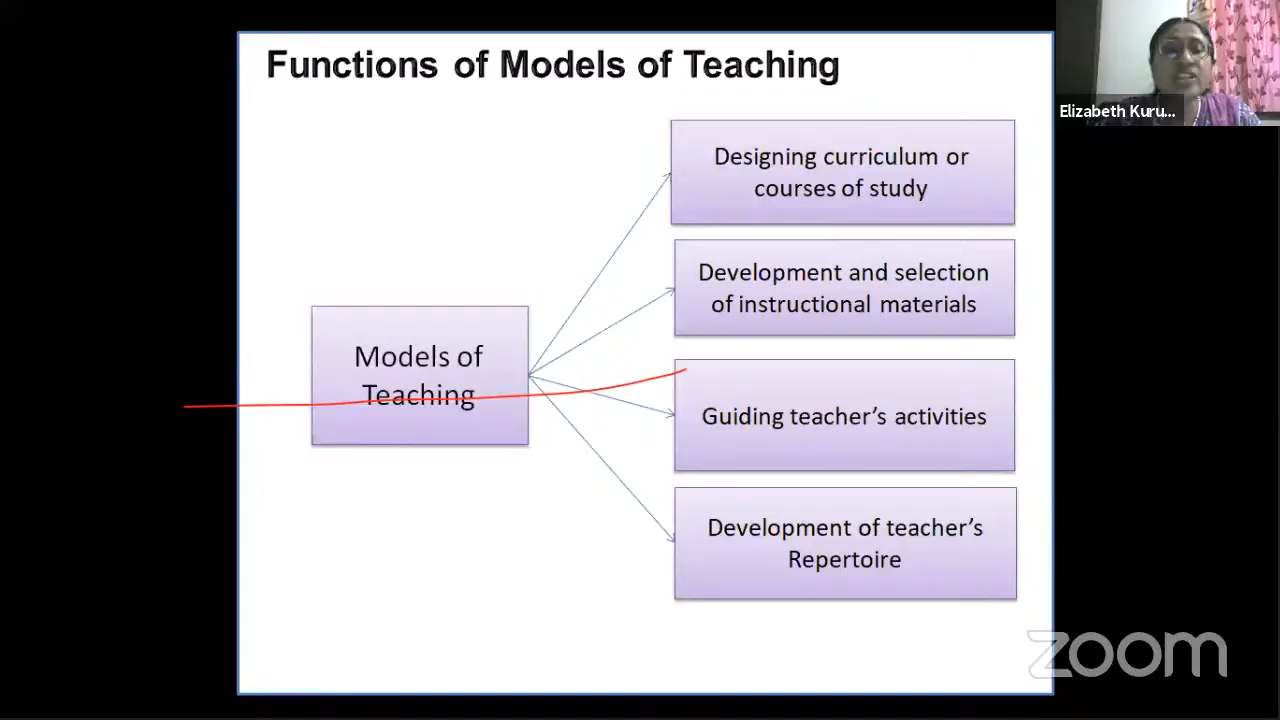 Functions of Models of Teaching
Elizabeth Kuru...
Designing curriculum or
courses of study
Development and selection
of instructional materials
Models of
Teaching
Guiding teacher’s activities
Development of teacher’s
Repertoire
zoom